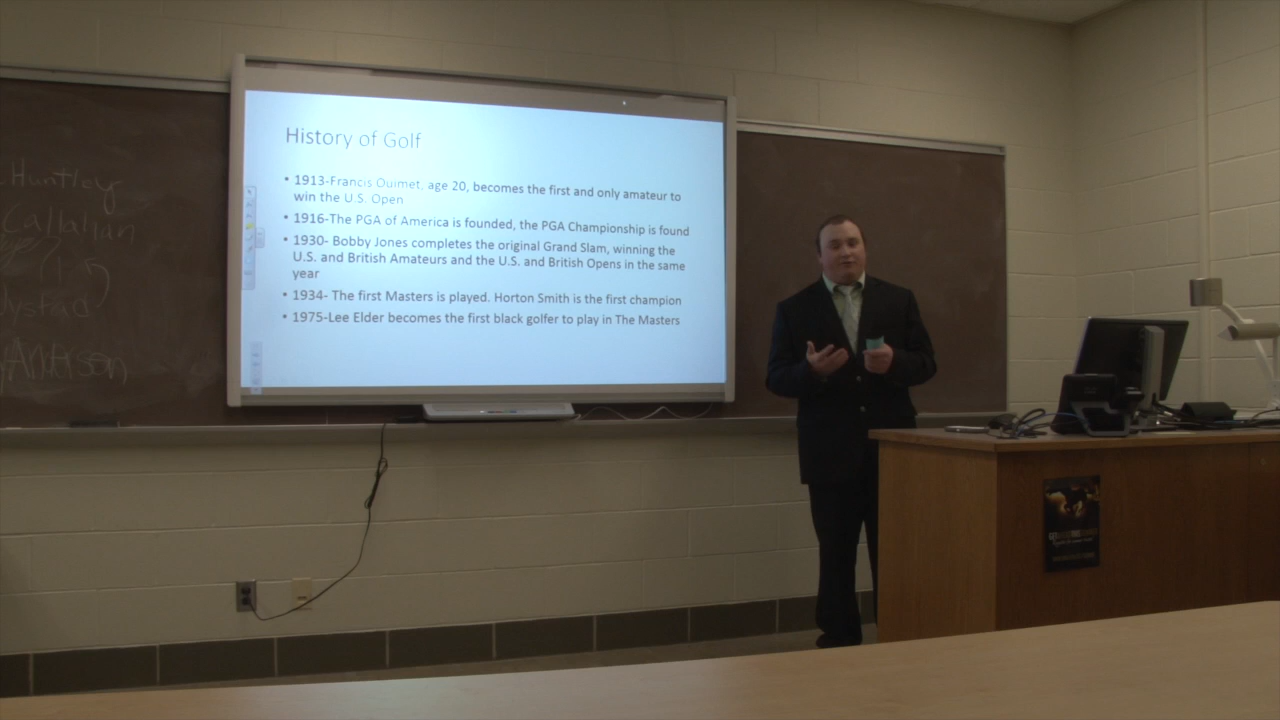 History of Golf
• 1913-Francis Ouimet, age 20, becomes the first and only amateur to
win the U.S. Open
• 1916-The PGA of America is founded, the PGA Championship is found
• 1930- Bobby Jones completes the original Grand Slam, winning the
U.S. and British Amateurs and the U.S. and British Opens in the same
year
• 1934- The first Masters is played. Horton Smith is the first champion
• 1975-Lee Elder becomes the first black golfer to play in The Masters
Huntley
Callahan